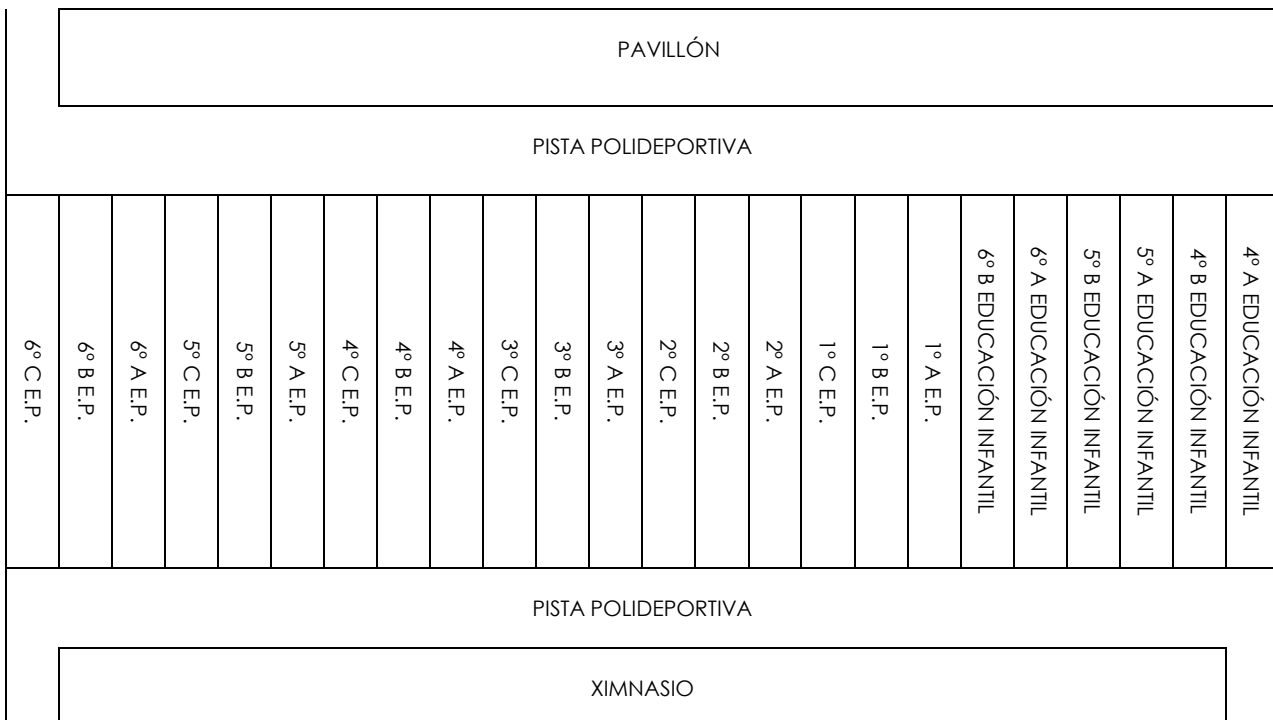 PAVILLÓN
PISTA POLIDEPORTIVA
6º C E.P.
6º B E.P.
6º A E.P.
5º C E.P.
5º B E.P.
5º A E.P.
4º C E.P.
4º B E.P.
4º A E.P.
3º C E.P.
3º B E.P.
3º A E.P.
2º C E.P.
2º B E.P.
2º A E.P.
1º C E.P.
1º B E.P.
1º A E.P.
6º B EDUCACIÓN INFANTIL
6º A EDUCACIÓN INFANTIL
5º B EDUCACIÓN INFANTIL
5º A EDUCACIÓN INFANTIL
4º B EDUCACIÓN INFANTIL
4º A EDUCACIÓN INFANTIL
PISTA POLIDEPORTIVA
XIMNASIO